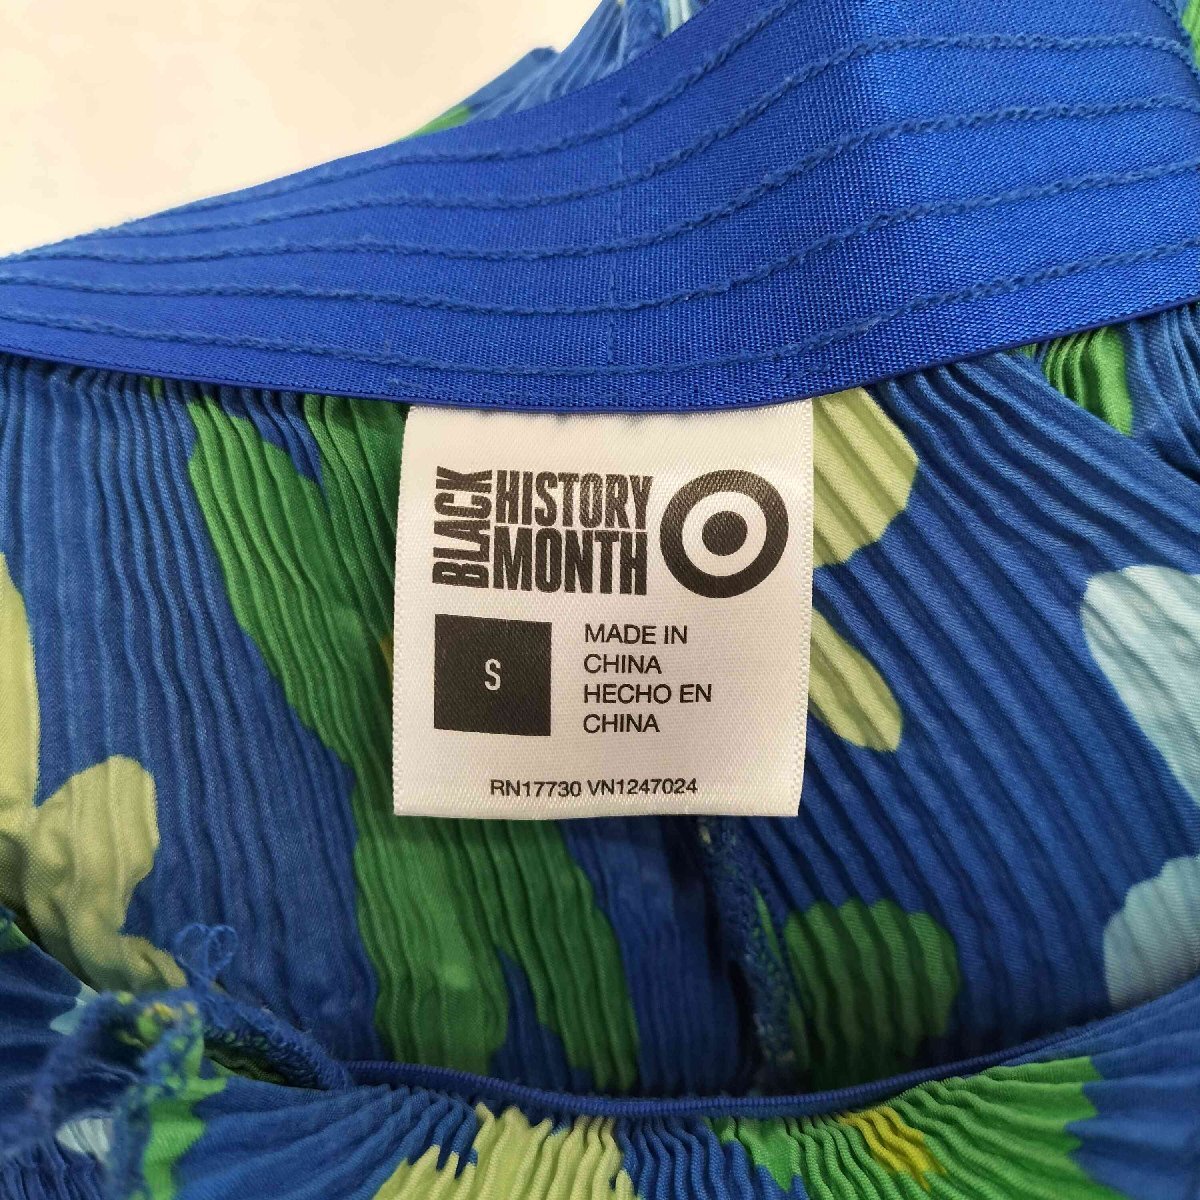 BLACK
HISTORY
MONTH
S
MADE IN
CHINA
HECHO EN
CHINA
RN17730 VN1247024